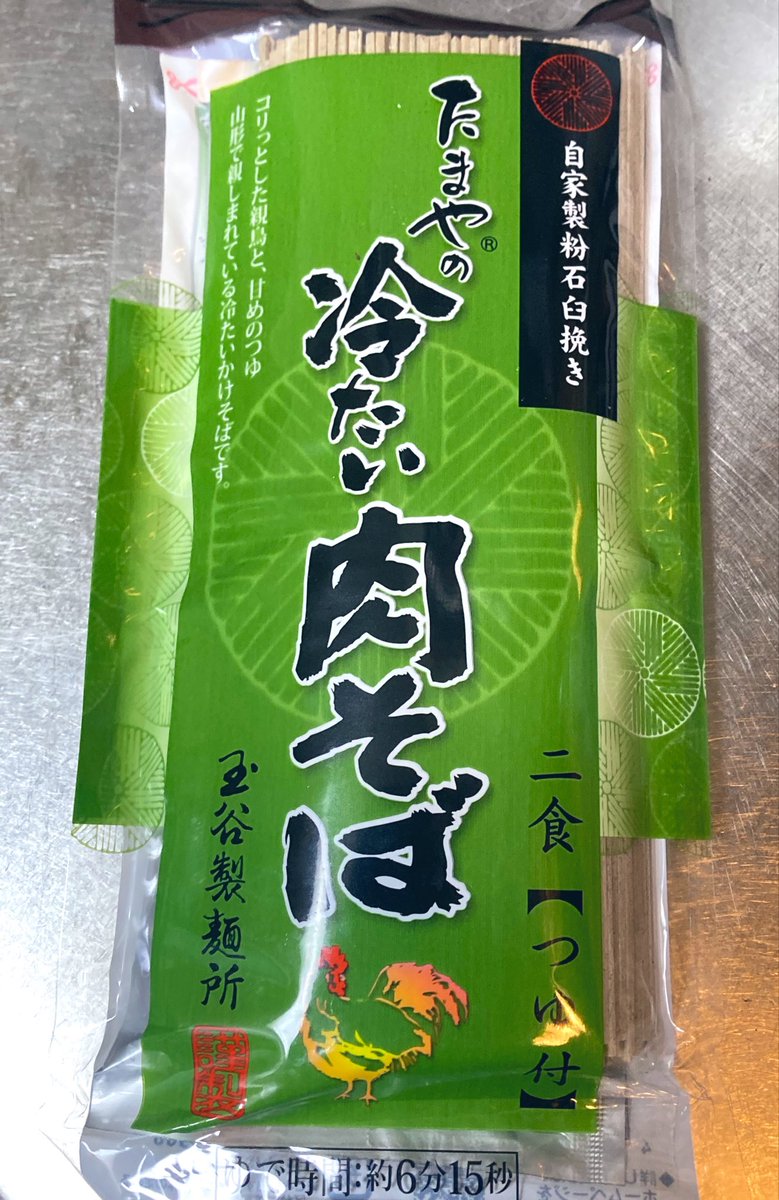 自家製粉石臼挽き
たまやの®
冷たい
肉そば
コリっとした親鳥と、甘めのつゆ
山形で親しまれている冷たいかけそばです。
二食【つゆ付】
玉谷製麺所
謹製
ゆで時間:約6分15秒